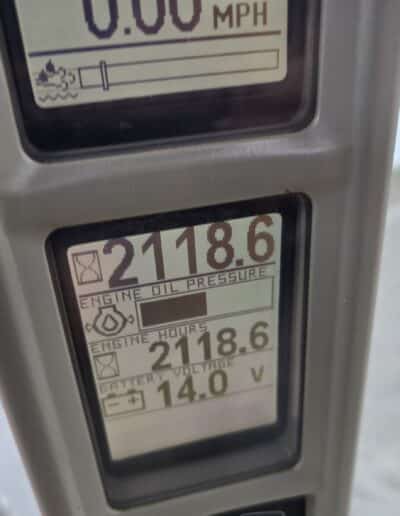 0.00 MPH
2118.6
ENGINE OIL PRESSURE
ENGINE HOURS
2118.6
BATTERY VOLTAGE
14.0 V